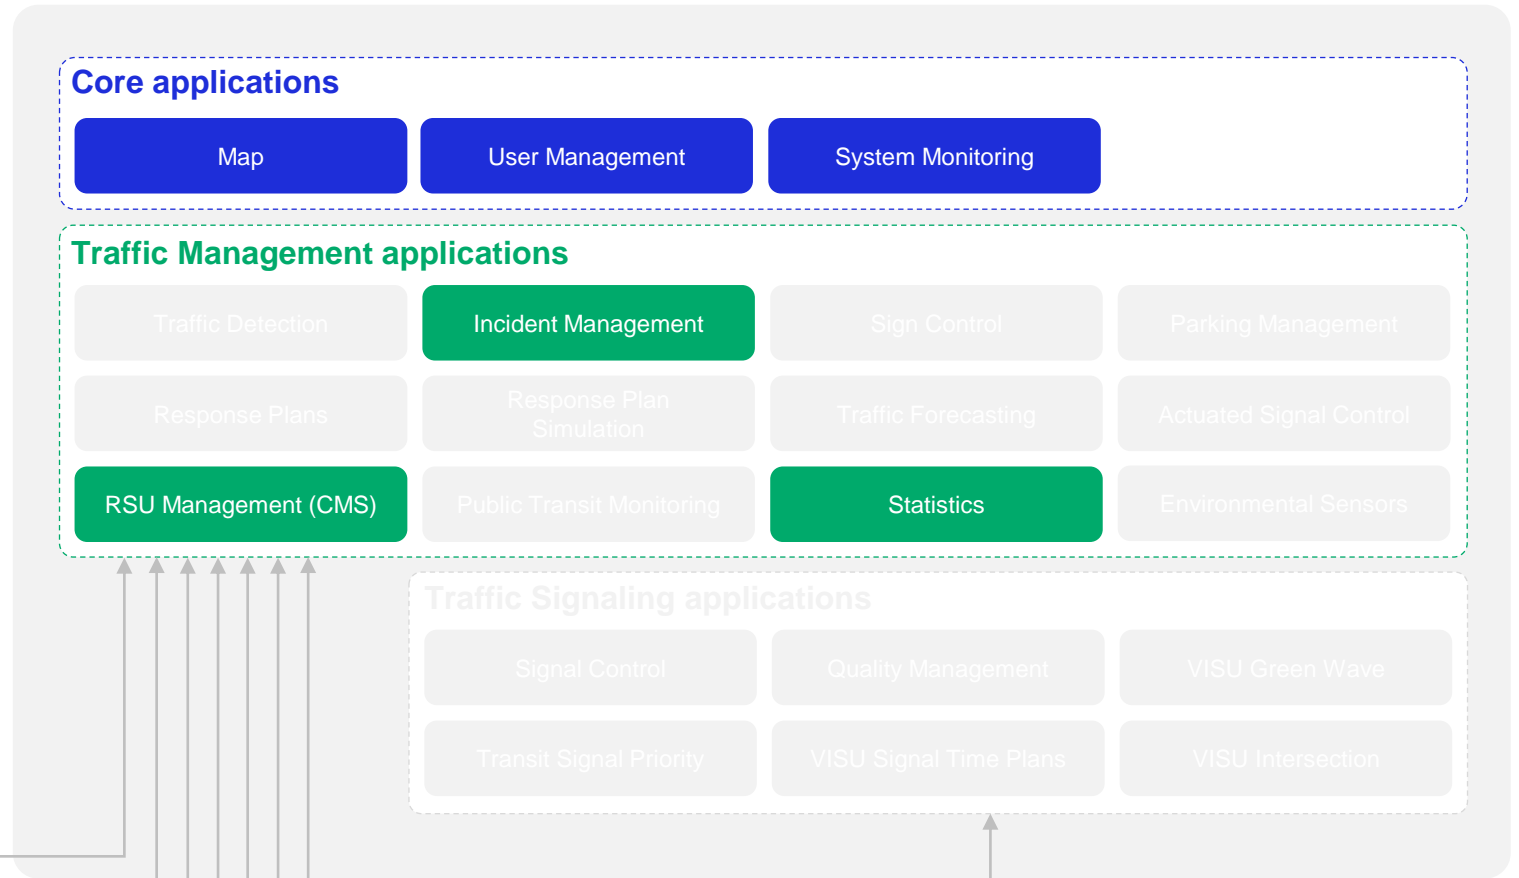 Core applications
Map
User Management
System Monitoring
Traffic Management applications
Traffic Detection
Incident Management
Sign Control
Parking Management
Response Plans
Response Plan
Simulation
Traffic Forecasting
Actuated Signal Control
RSU Management (CMS)
Public Transit Monitoring
Statistics
Environmental Sensors
Traffic Signaling applications
Signal Control
Quality Management
VISU Green Wave
Transit Signal Priority
VISU Signal Time Plans
VISU Intersection